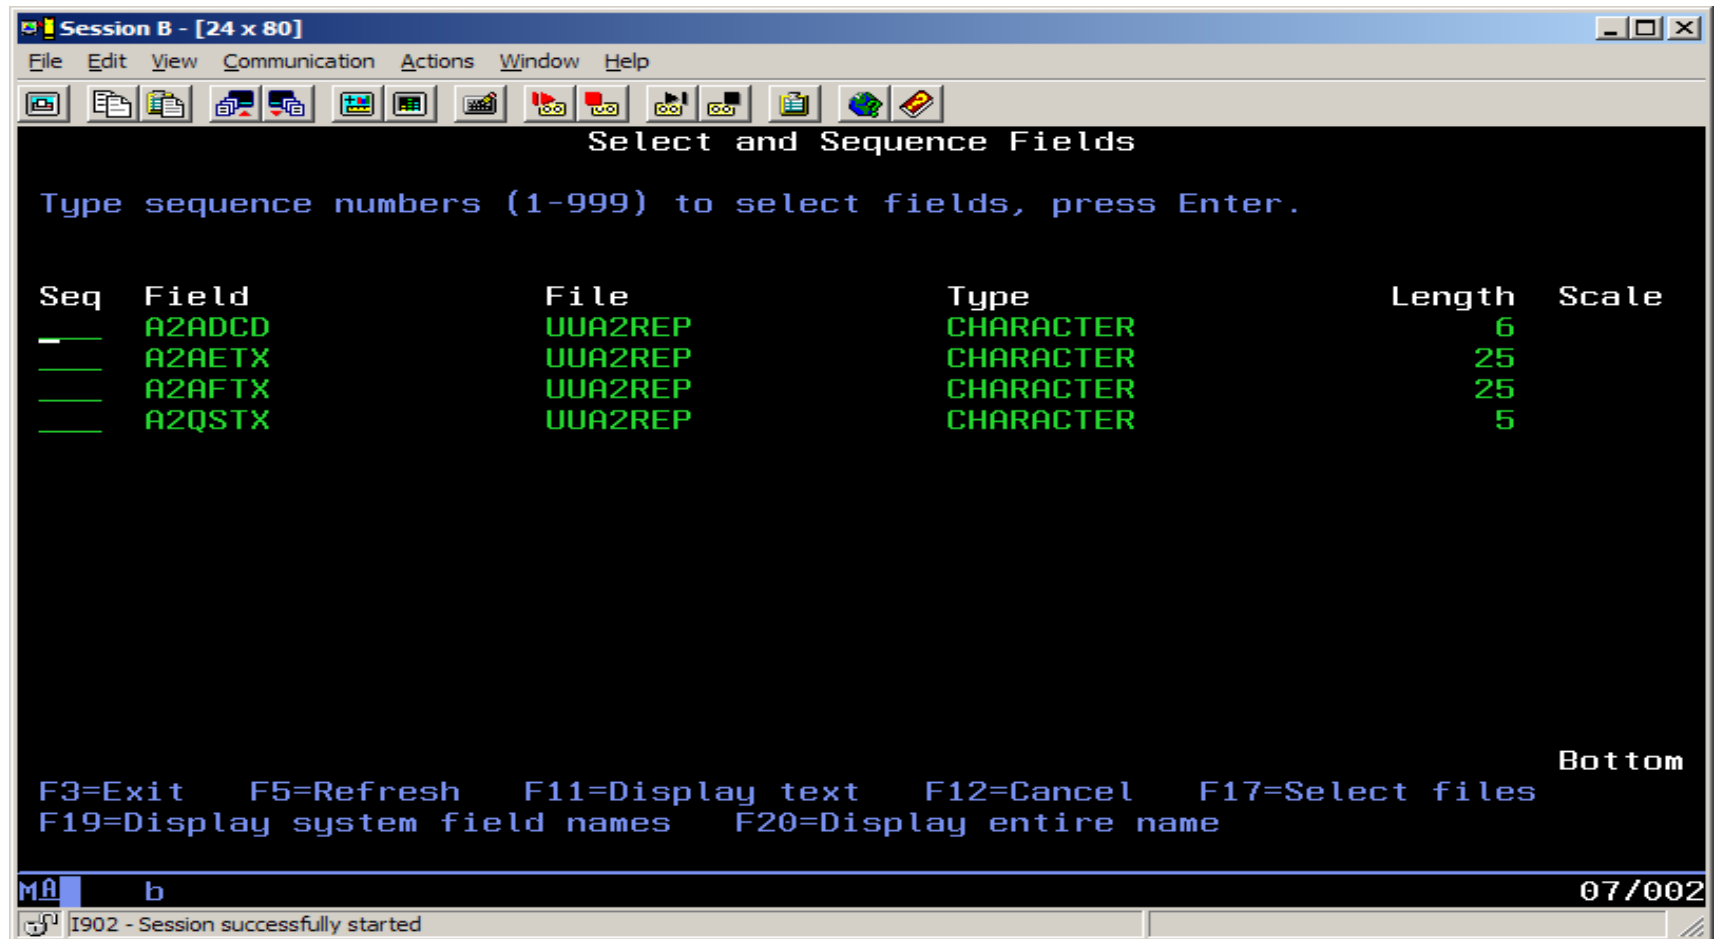 Session B - [24 x 80]
File Edit View Communication Actions Window Help
Select and Sequence Fields
Type sequence numbers (1-999) to select fields, press Enter.
Seq Field File Type Length Scale
A2ADCD UUA2REP CHARACTER 6
A2AETX UUA2REP CHARACTER 25
A2AFTX UUA2REP CHARACTER 25
A2QSTX UUA2REP CHARACTER 5
Bottom
F3=Exit F5=Refresh F11=Display text F12=Cancel F17=Select files
F19=Display system field names F20=Display entire name
MA b 07/002
I902 - Session successfully started